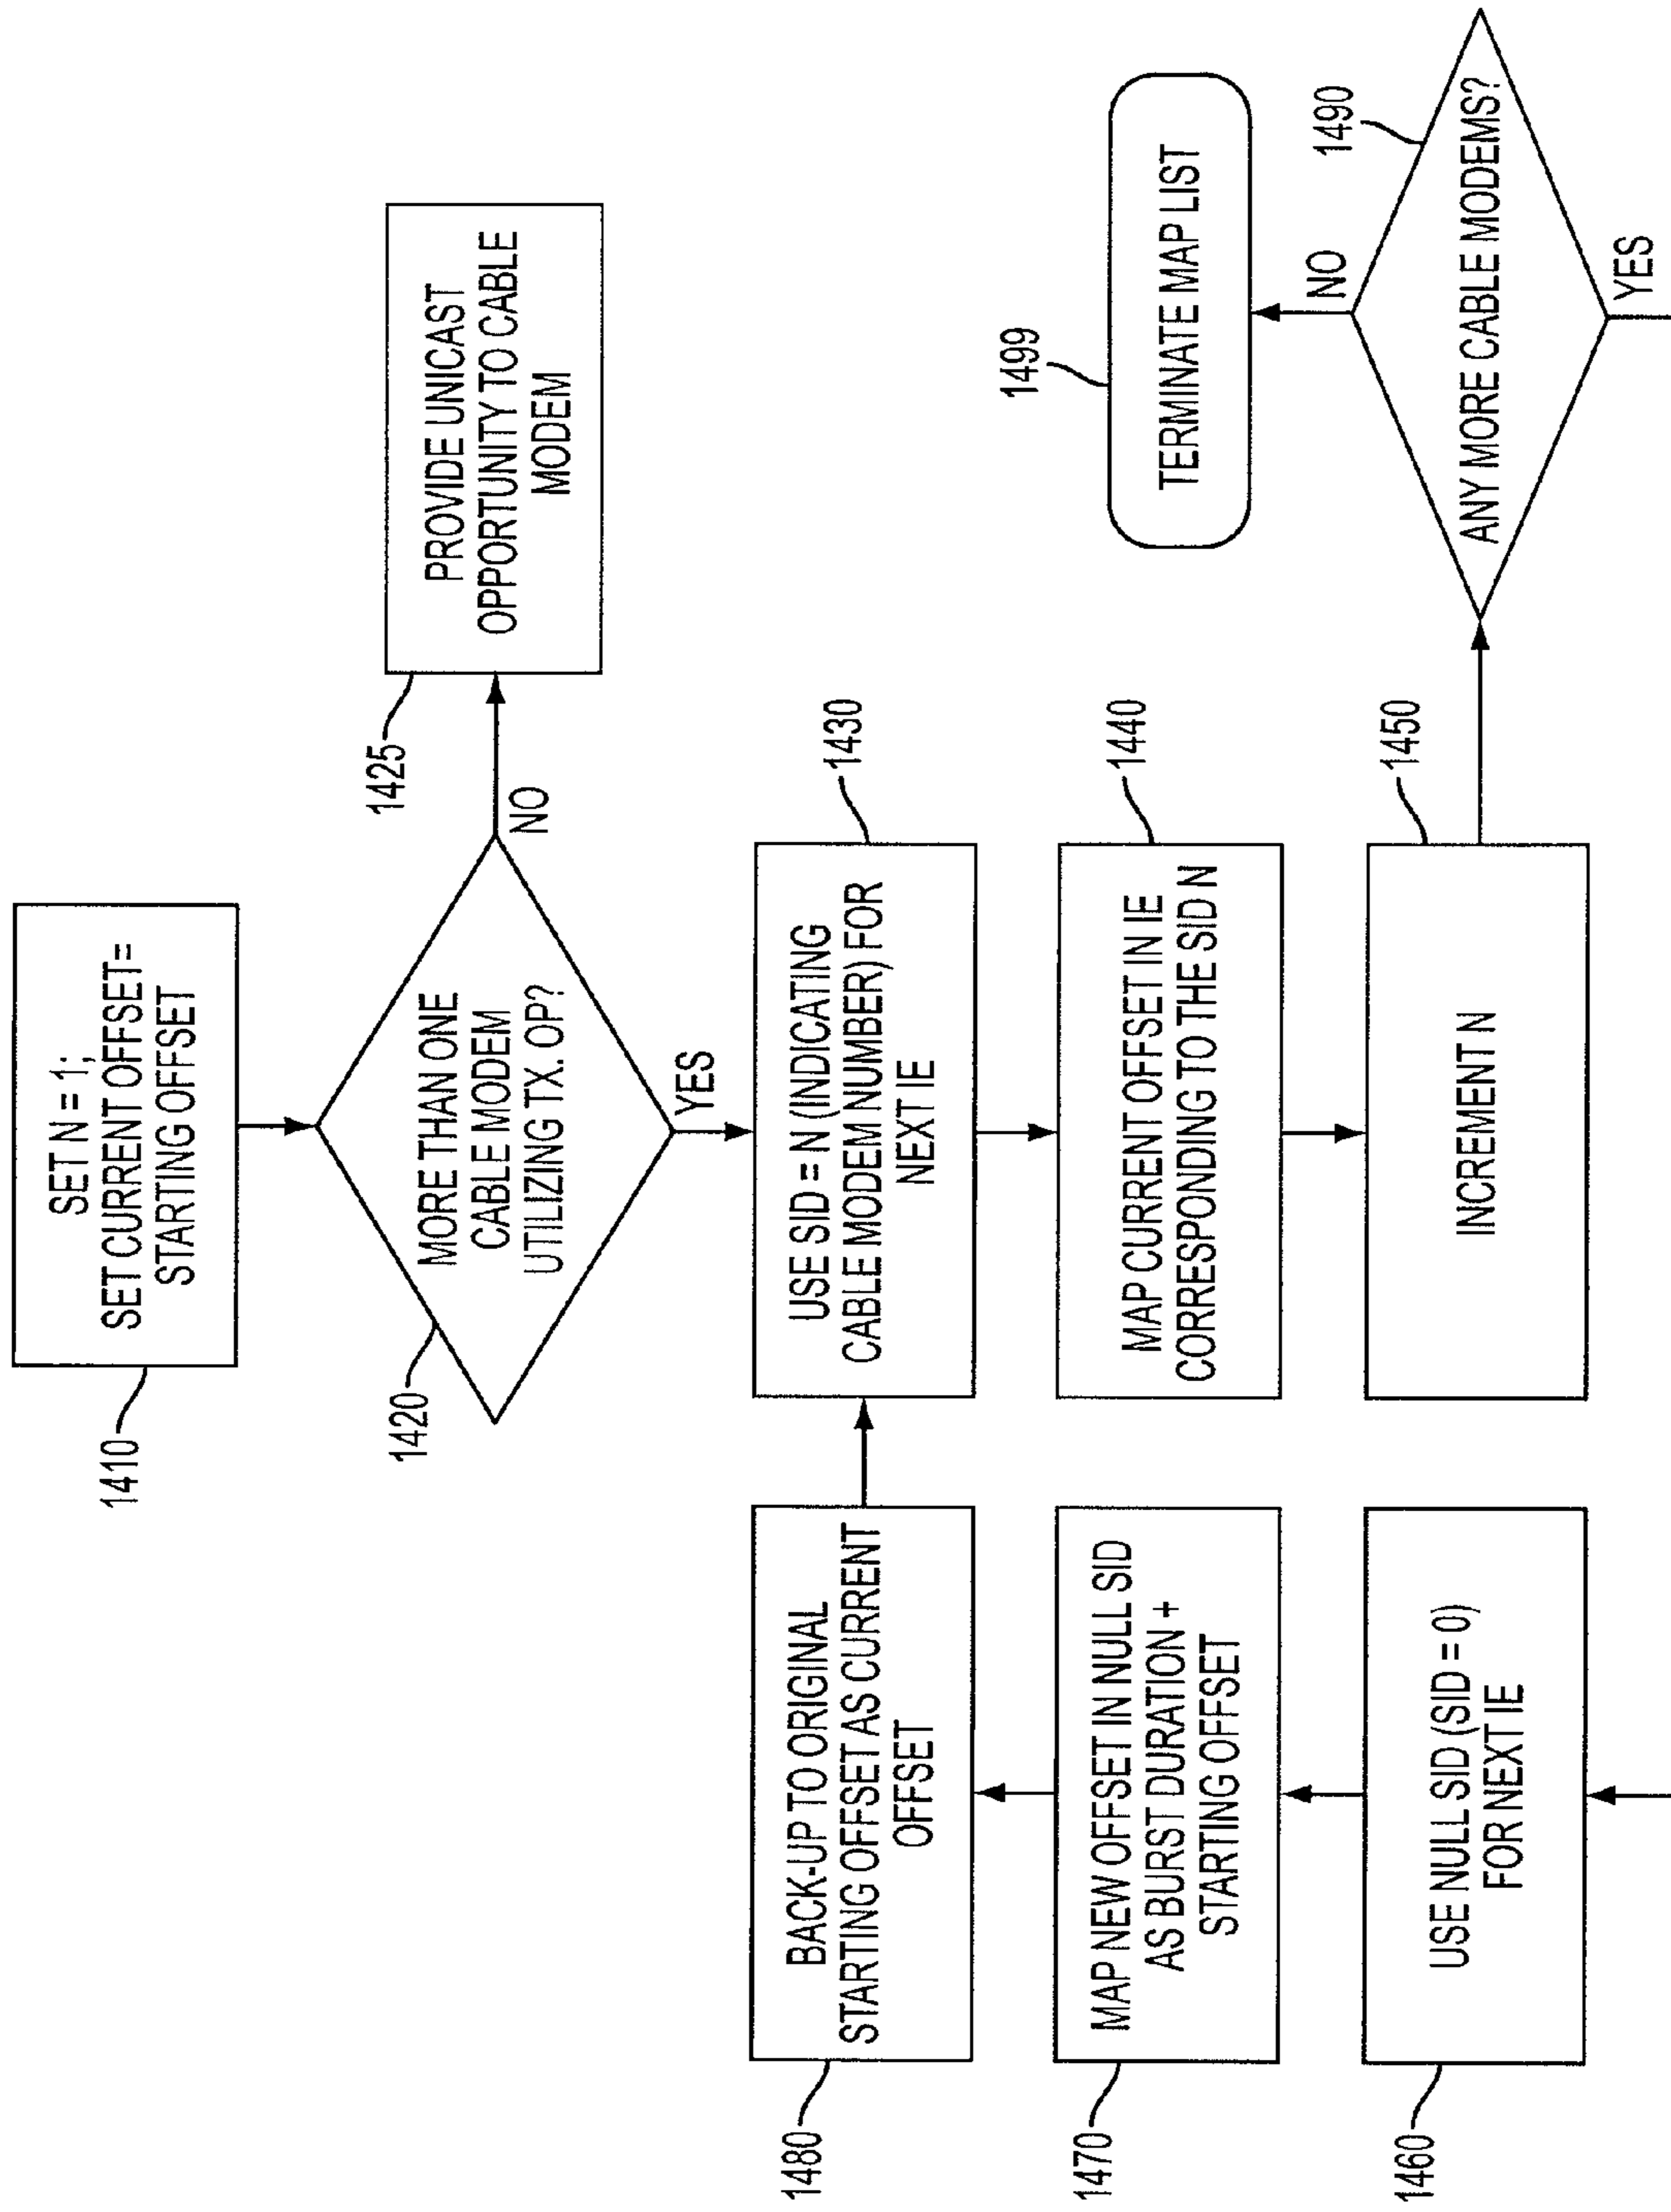 1410
SET N = 1;
SET CURRENT OFFSET=
STARTING OFFSET
1420
MORE THAN ONE
CABLE MODEM
UTILIZING TX. OP?
NO
YES
1425
PROVIDE UNICAST
OPPORTUNITY TO CABLE
MODEM
1430
USE SID = N (INDICATING
CABLE MODEM NUMBER) FOR
NEXT IE
1440
MAP CURRENT OFFSET IN IE
CORRESPONDING TO THE SID N
1450
INCREMENT N
1490
ANY MORE CABLE MODEMS?
NO
YES
1499
TERMINATE MAP LIST
1460
USE NULL SID (SID = 0)
FOR NEXT IE
1470
MAP NEW OFFSET IN NULL SID
AS BURST DURATION +
STARTING OFFSET
1480
BACK-UP TO ORIGINAL
STARTING OFFSET AS CURRENT
OFFSET